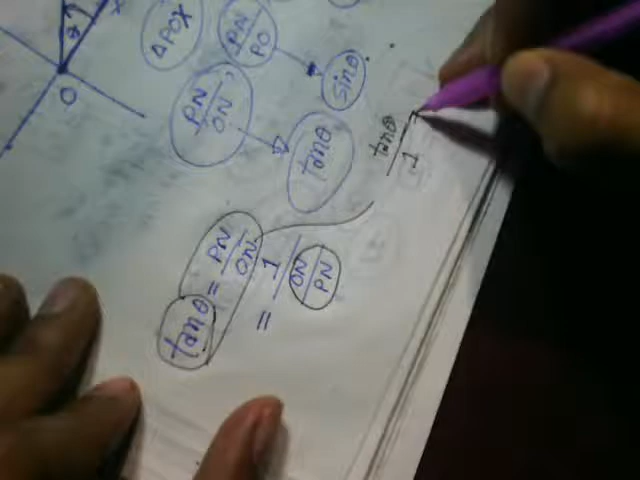 θ
x
O
ΔPOX
PN/PO
sinθ
PN/ON,
tanθ
tanθ = PN/ON
= 1/(ON/PN)
tanθ/1